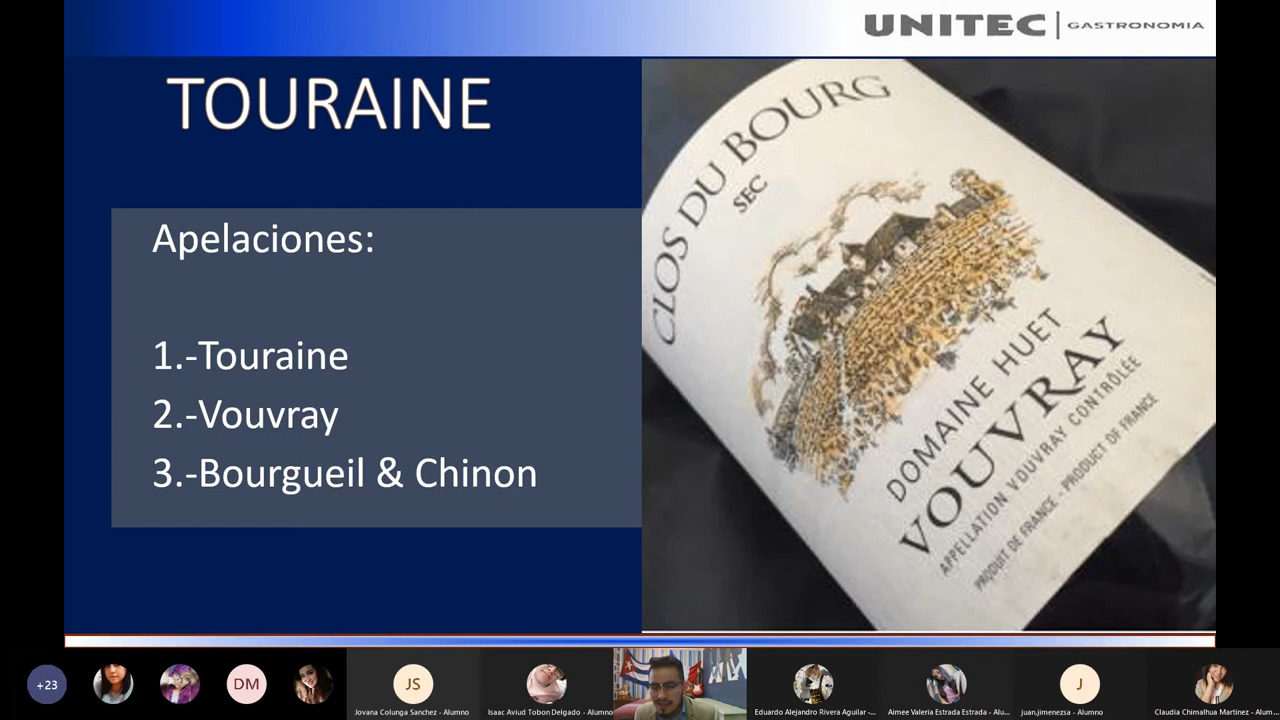 UNITEC | GASTRONOMIA
TOURAINE
Apelaciones:
1.-Touraine
2.-Vouvray
3.-Bourgueil & Chinon
CLOS DU BOURG
SEC
DOMAINE HUET
VOUVRAY
APPELLATION VOUVRAY CONTRÔLÉE
PRODUIT DE FRANCE - PRODUCT OF FRANCE
+23
DM
JS
J
Jovana Colunga Sanchez - Alumno
Isaac Aviud Tobon Delgado - Alumno
Eduardo Alejandro Rivera Aguilar -...
Aimee Valeria Estrada Estrada - Alu...
juan.jimenezsa - Alumno
Claudia Chimalhua Martinez - Alum...